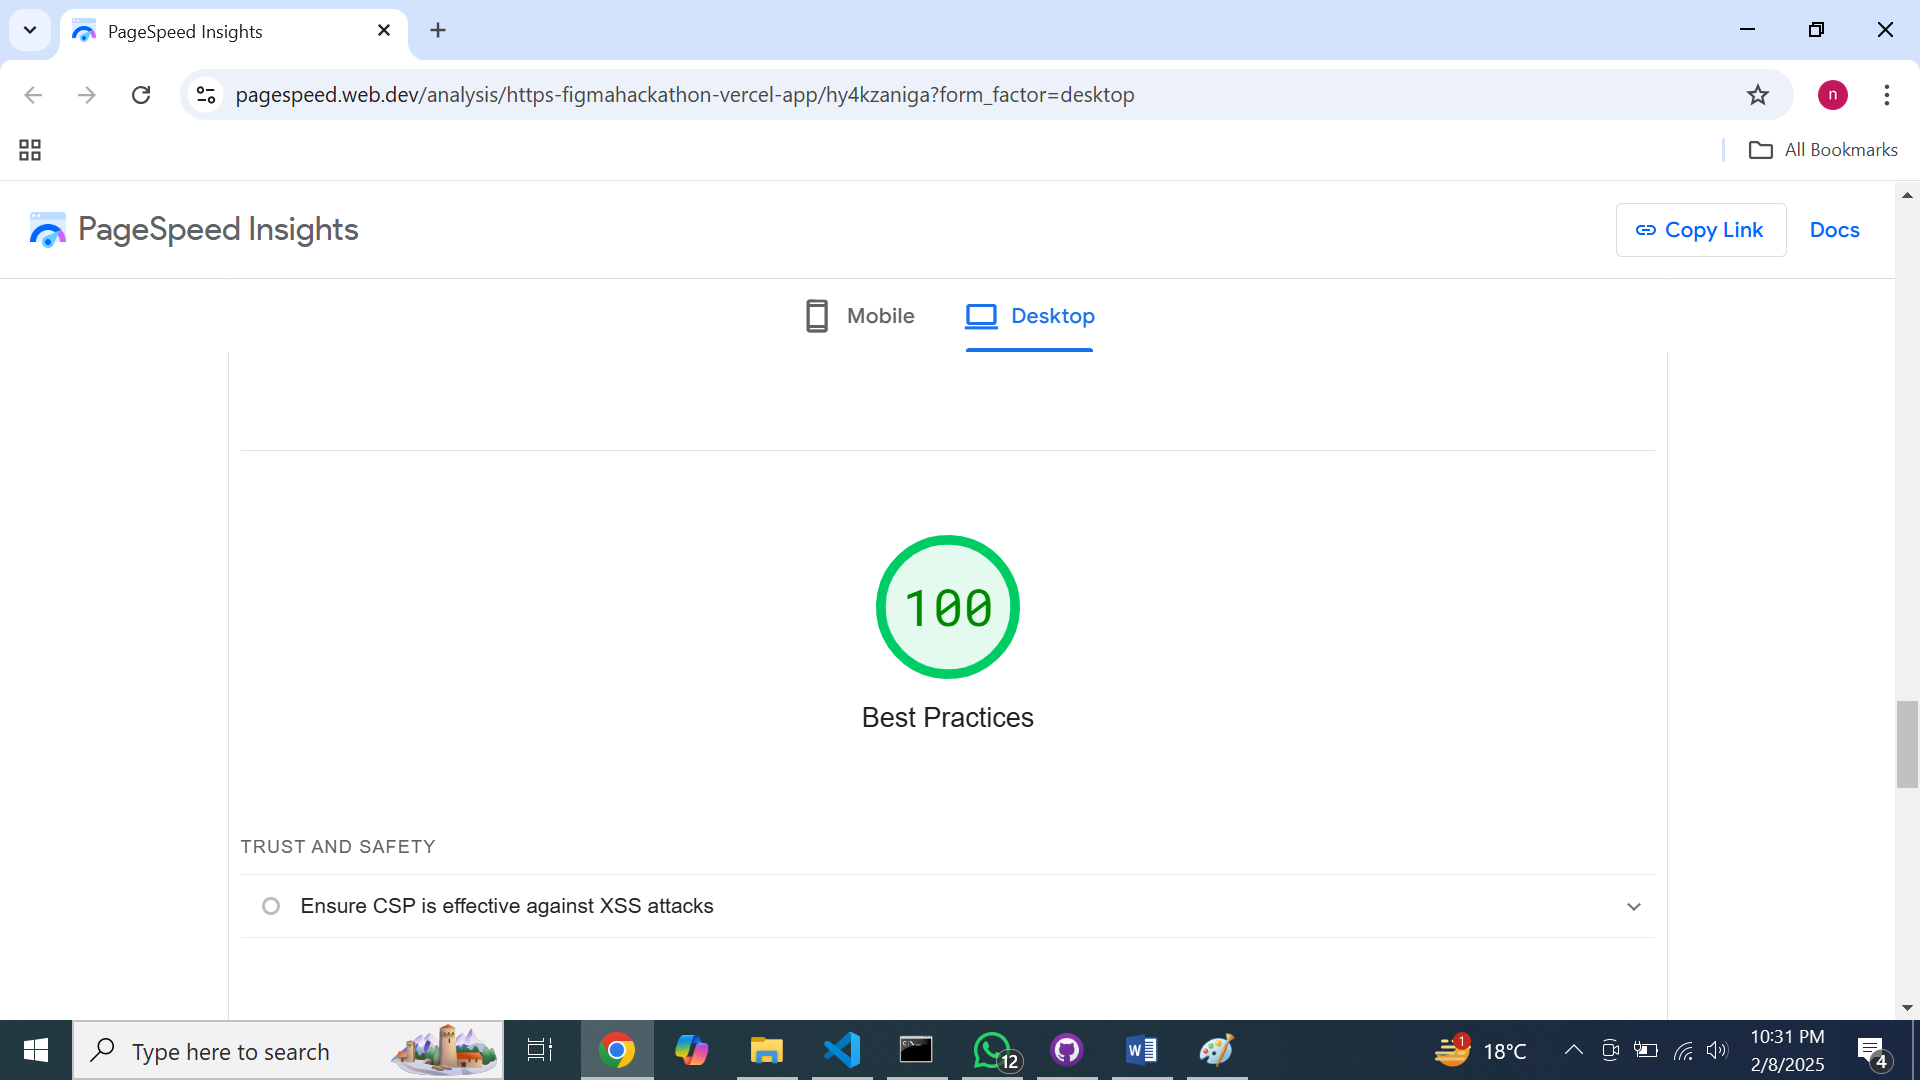 PageSpeed Insights
pagespeed.web.dev/analysis/https-figmahackathon-vercel-app/hy4kzaniga?form_factor=desktop
n
All Bookmarks
PageSpeed Insights
Copy Link
Docs
Mobile
Desktop
100
Best Practices
TRUST AND SAFETY
Ensure CSP is effective against XSS attacks
Type here to search
12
1
18°C
10:31 PM
2/8/2025
4